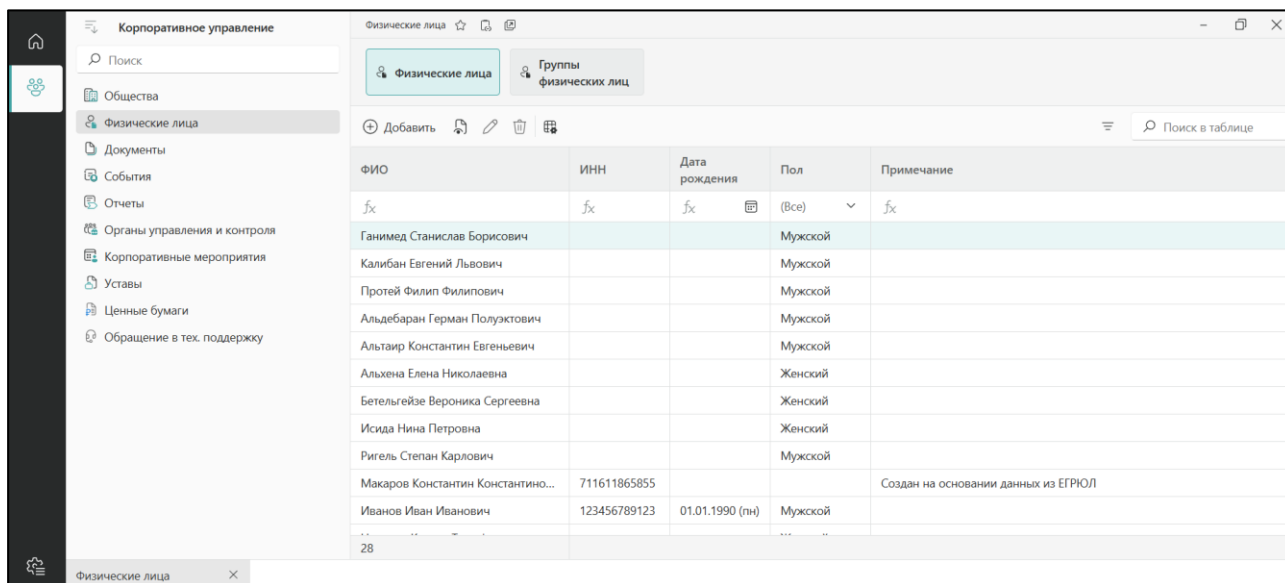 Корпоративное управление
Поиск
Общества
Физические лица
Документы
События
Отчеты
Органы управления и контроля
Корпоративные мероприятия
Уставы
Ценные бумаги
Обращение в тех. поддержку
Физические лица
Физические лица
Группы
физических лиц
Добавить
Поиск в таблице
ФИО ИНН Дата рождения Пол Примечание
fx fx fx (Все) fx
Ганимед Станислав Борисович Мужской
Калибан Евгений Львович Мужской
Протей Филип Филипович Мужской
Альдебаран Герман Полуэктович Мужской
Альтаир Константин Евгеньевич Мужской
Альхена Елена Николаевна Женский
Бетельгейзе Вероника Сергеевна Женский
Исида Нина Петровна Женский
Ригель Степан Карлович Мужской
Макаров Константин Константино... 711611865855 Создан на основании данных из ЕГРЮЛ
Иванов Иван Иванович 123456789123 01.01.1990 (пн) Мужской
28
Физические лица